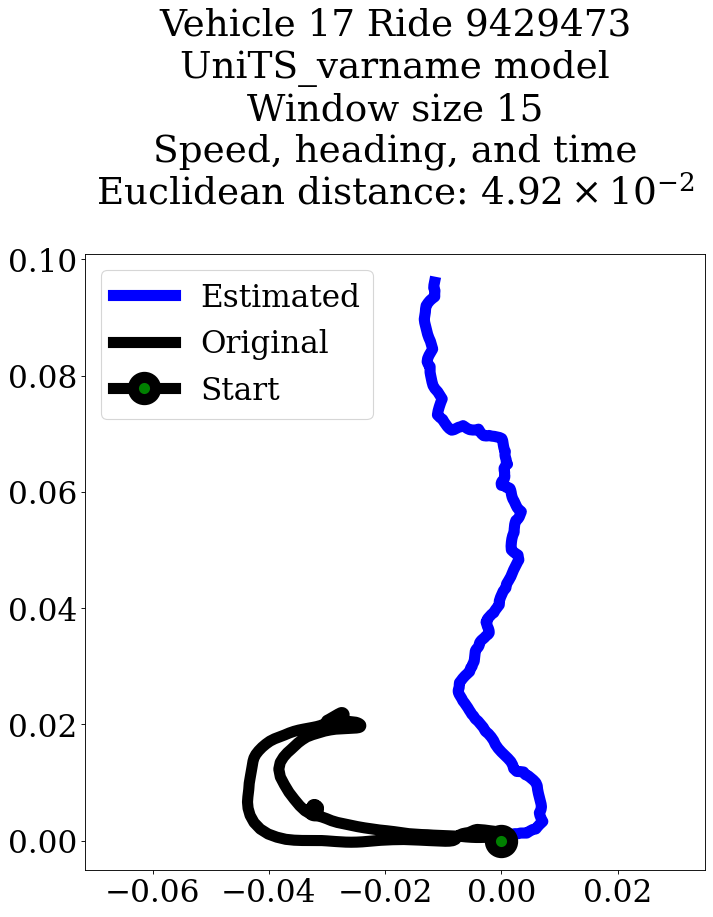 Vehicle 17 Ride 9429473
UniTS_varname model
Window size 15
Speed, heading, and time
Euclidean distance: 4.92 × 10⁻²
Estimated
Original
Start
0.10
0.08
0.06
0.04
0.02
0.00
−0.06 −0.04 −0.02 0.00 0.02